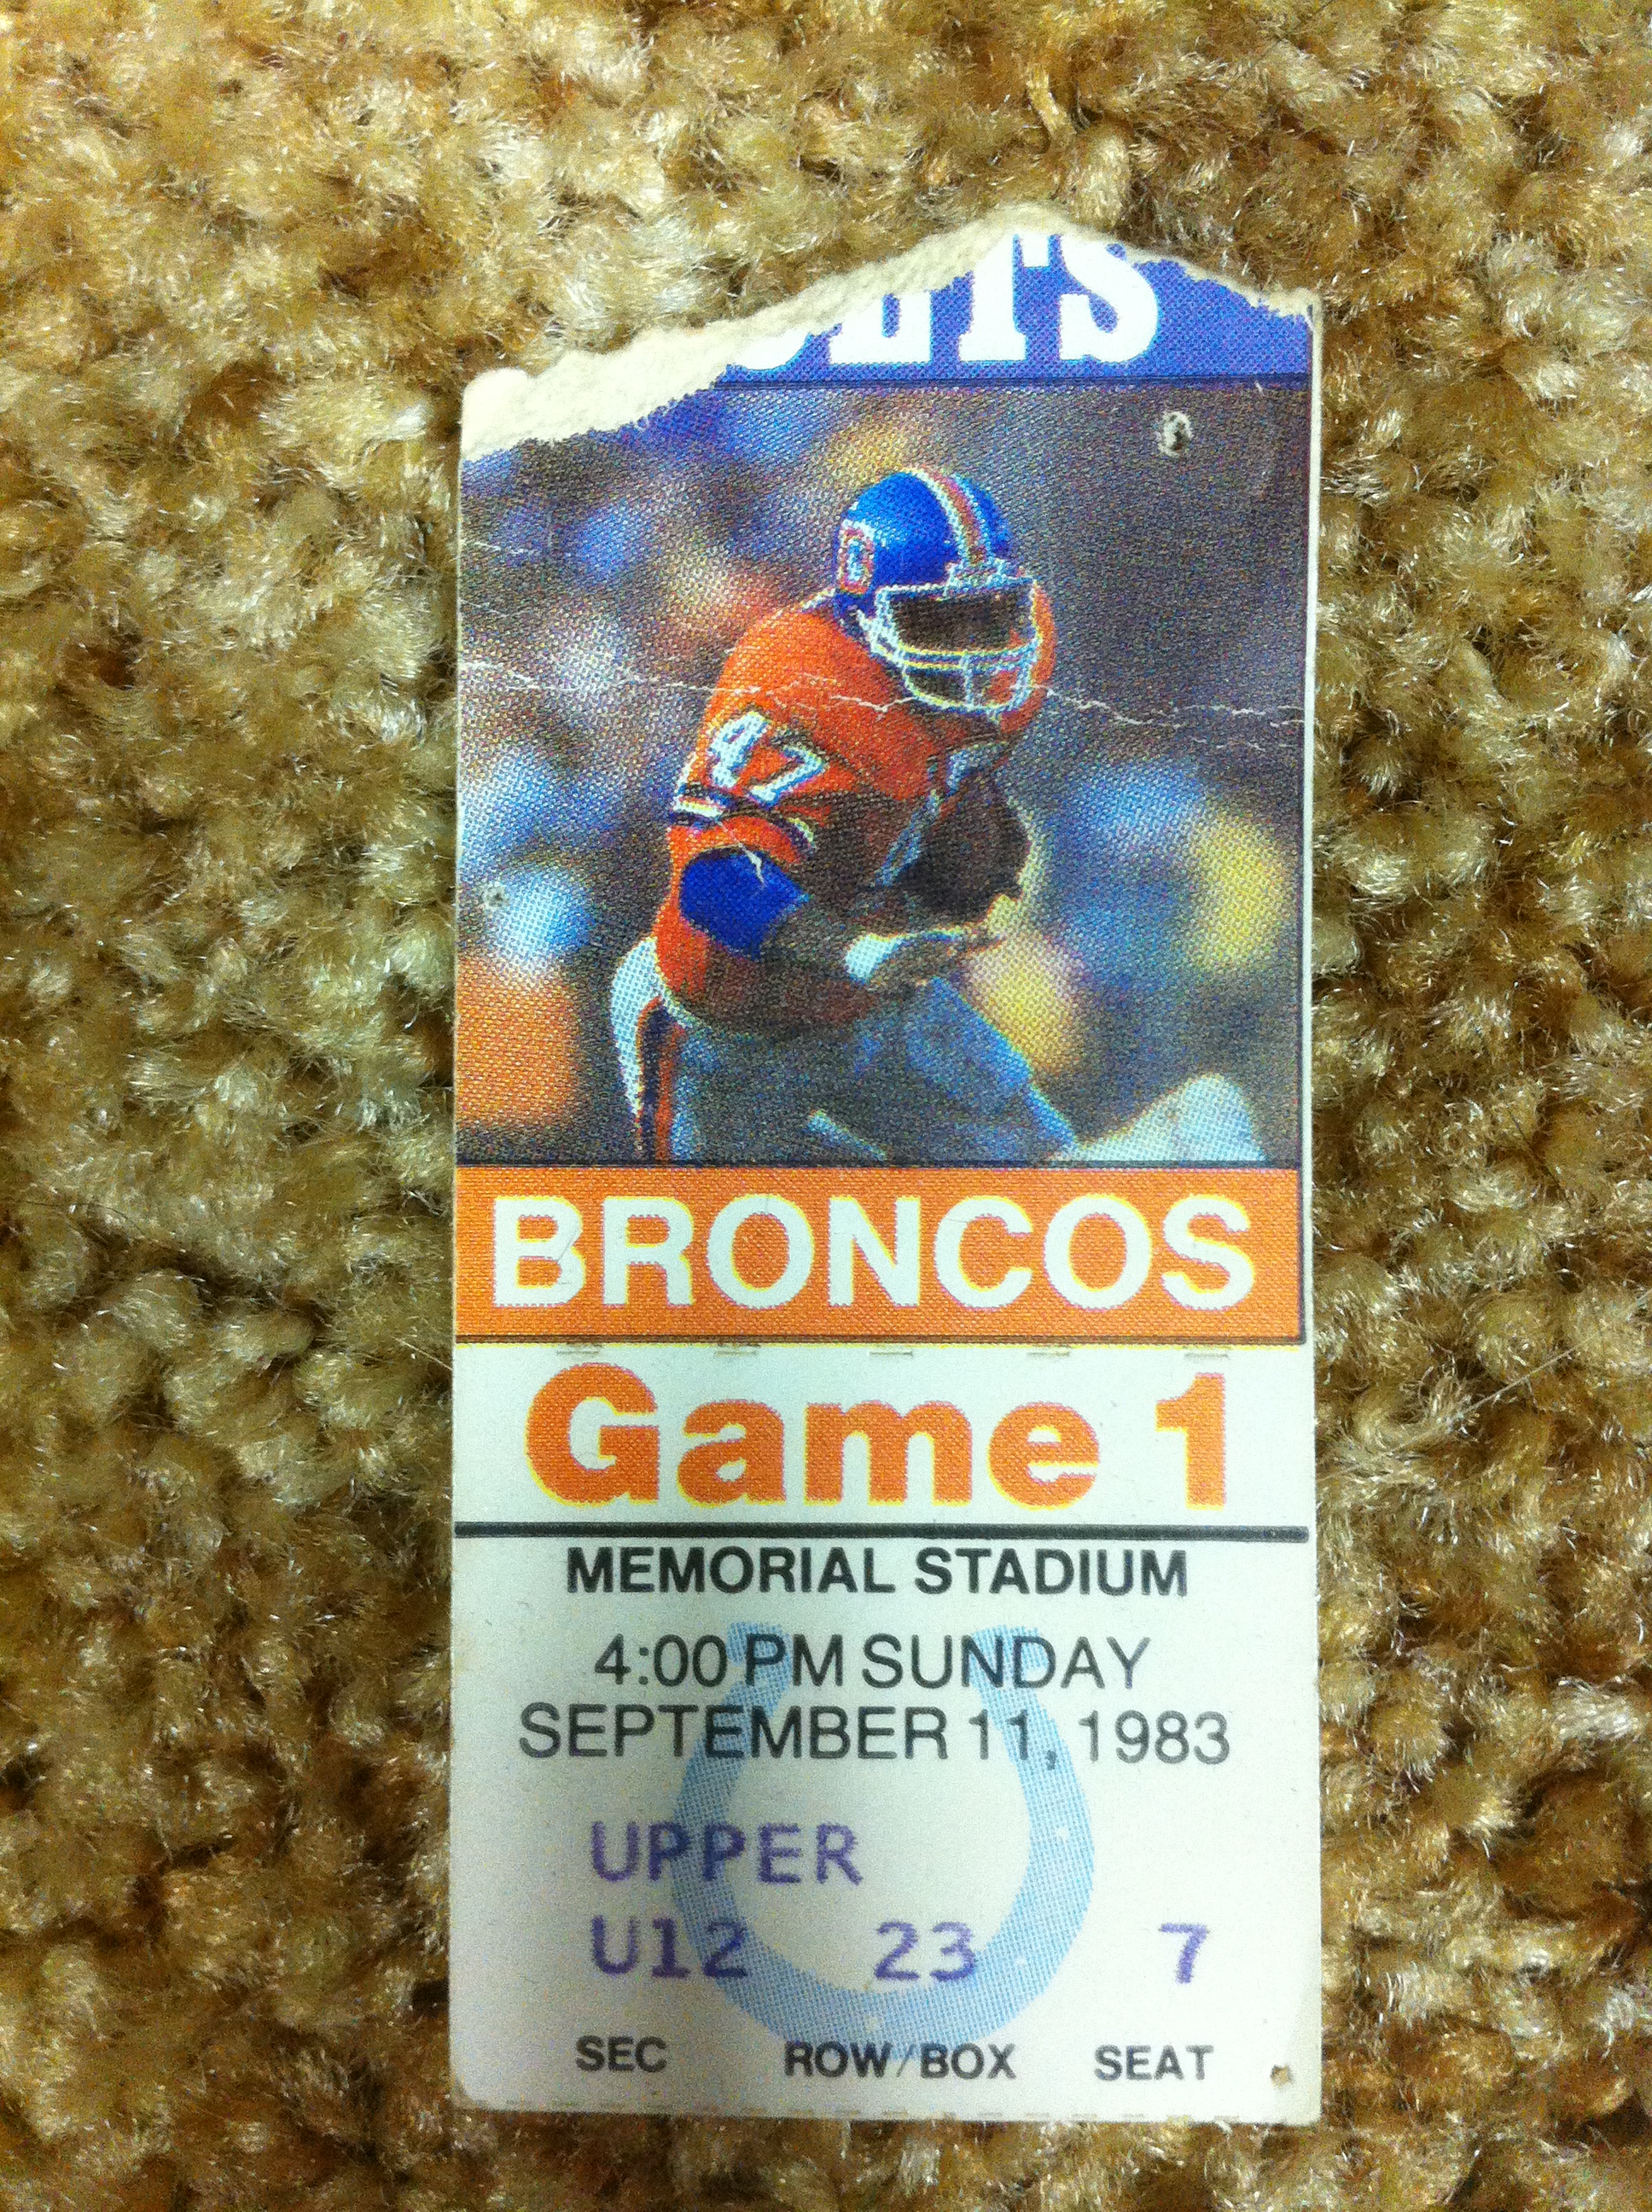 47
BRONCOS
Game 1
MEMORIAL STADIUM
4:00 PM SUNDAY
SEPTEMBER 11, 1983
UPPER
U12 23 7
SEC ROW/BOX SEAT